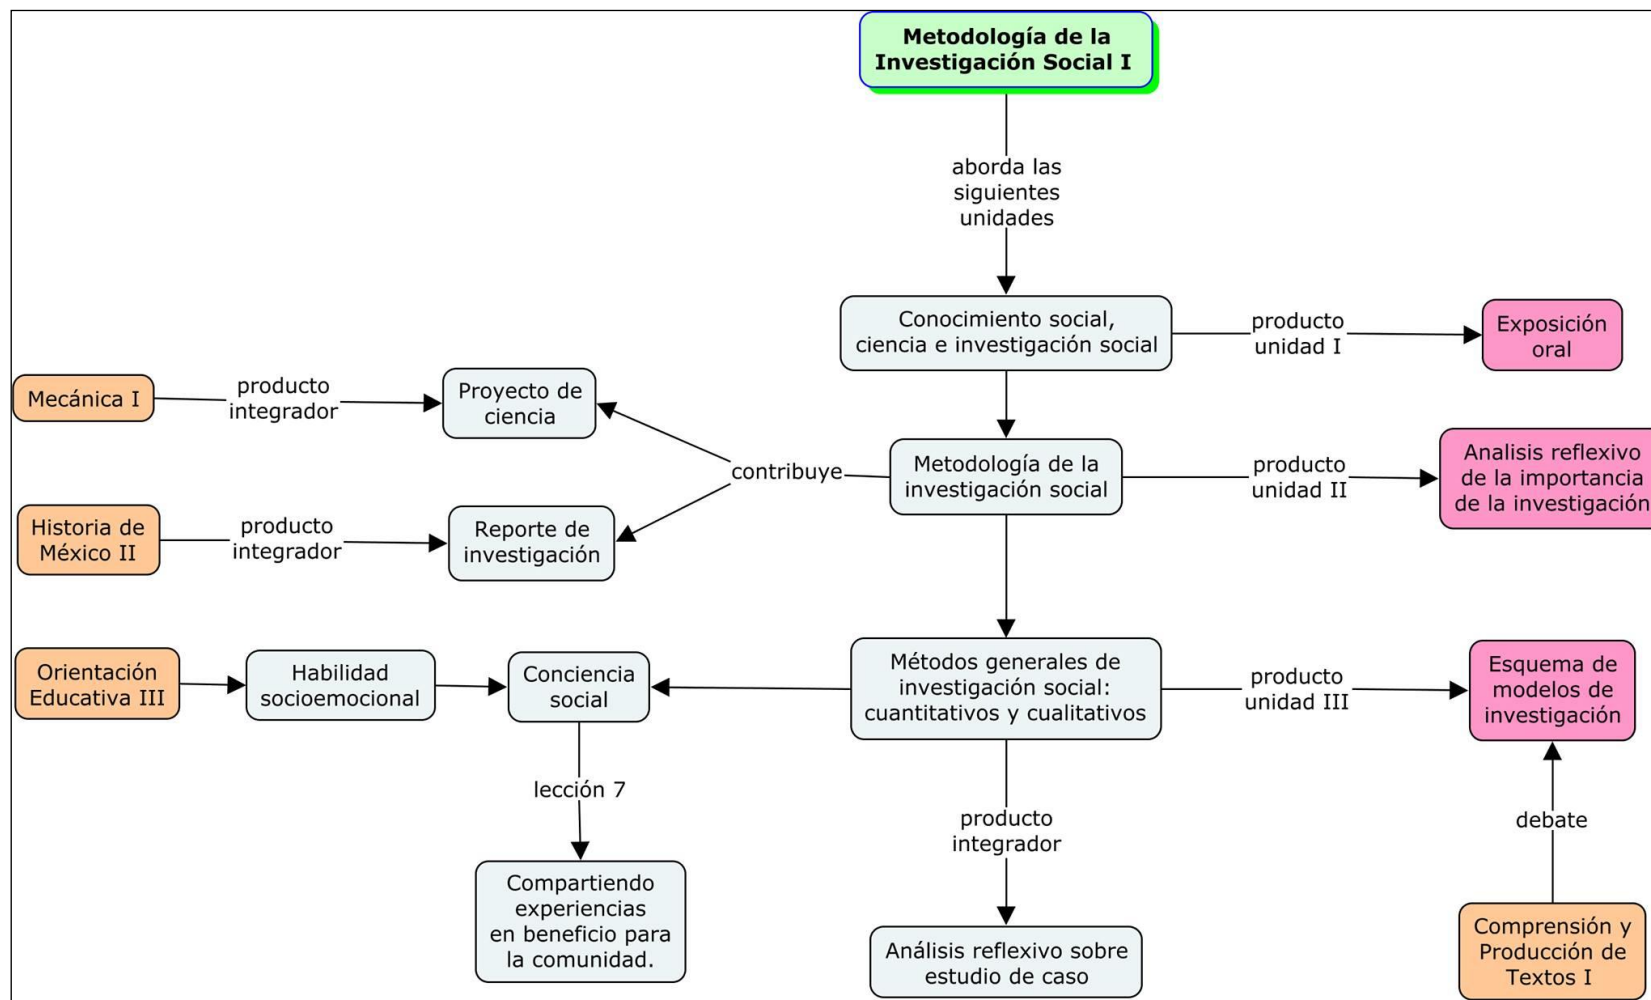 Metodología de la
Investigación Social I
aborda las
siguientes
unidades
Conocimiento social,
ciencia e investigación social
producto
unidad I
Exposición
oral
Mecánica I
producto
integrador
Proyecto de
ciencia
contribuye
Metodología de la
investigación social
producto
unidad II
Analisis reflexivo
de la importancia
de la investigación
Historia de
México II
producto
integrador
Reporte de
investigación
Orientación
Educativa III
Habilidad
socioemocional
Conciencia
social
Métodos generales de
investigación social:
cuantitativos y cualitativos
producto
unidad III
Esquema de
modelos de
investigación
lección 7
producto
integrador
debate
Compartiendo
experiencias
en beneficio para
la comunidad.
Análisis reflexivo sobre
estudio de caso
Comprensión y
Producción de
Textos I